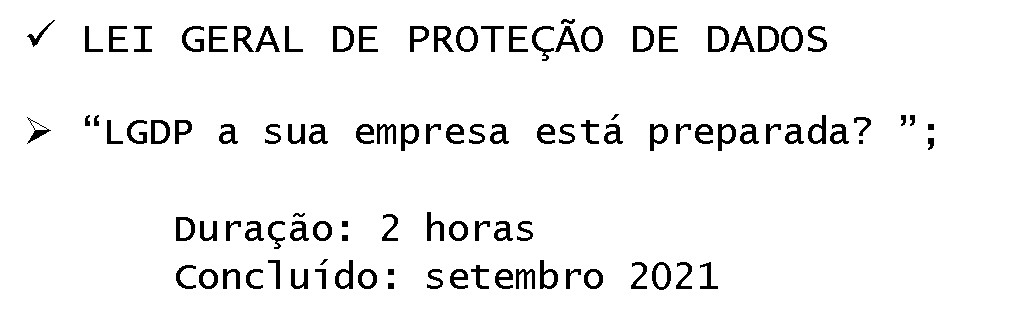 ✓ LEI GERAL DE PROTEÇÃO DE DADOS
➢ “LGDP a sua empresa está preparada? ”;
Duração: 2 horas
Concluído: setembro 2021